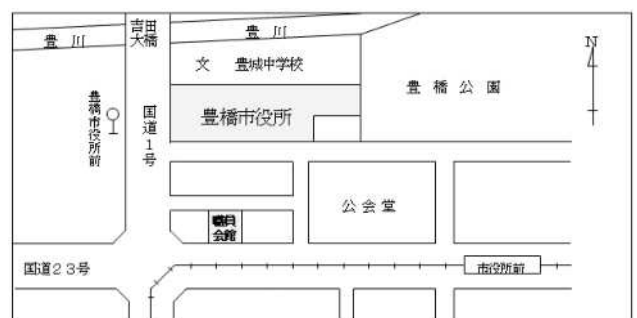 吉田大橋
豊 川
豊 川
N
文 豊城中学校
豊 橋 公 園
豊橋市役所前
国道1号
豊橋市役所
公 会 堂
職員
会館
国道23号
市役所前